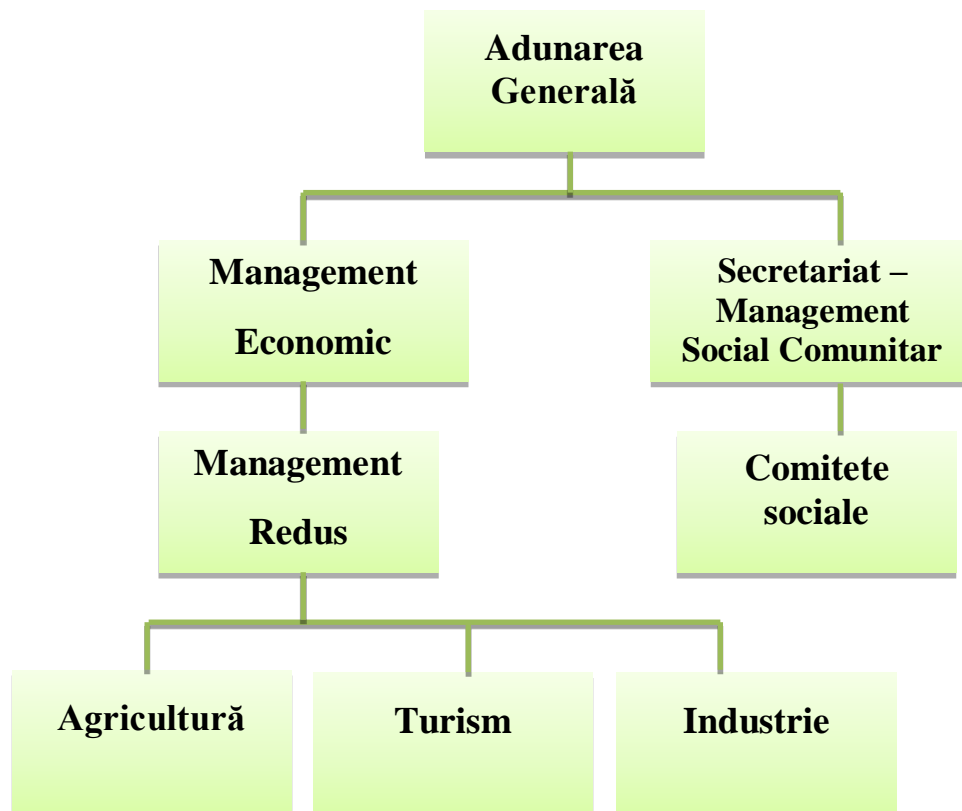 Adunarea
Generală
Management
Economic
Secretariat –
Management
Social Comunitar
Management
Redus
Comitete
sociale
Agricultură
Turism
Industrie